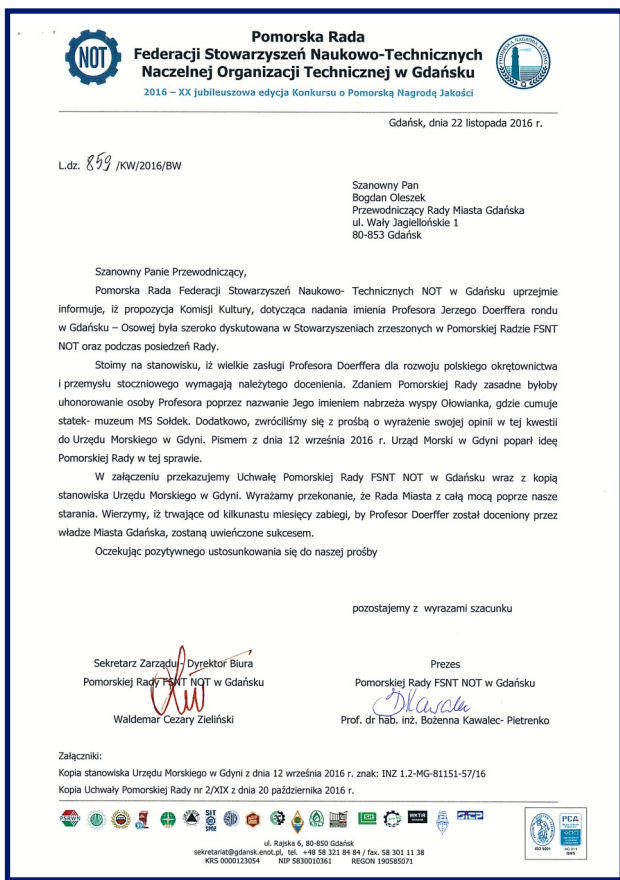 NOT
Pomorska Rada
Federacji Stowarzyszeń Naukowo-Technicznych
Naczelnej Organizacji Technicznej w Gdańsku
2016 – XX jubileuszowa edycja Konkursu o Pomorską Nagrodę Jakości
POMORSKA NAGRODA JAKOŚCI
Gdańsk, dnia 22 listopada 2016 r.
L.dz. 859 /KW/2016/BW
Szanowny Pan
Bogdan Oleszek
Przewodniczący Rady Miasta Gdańska
ul. Wały Jagiellońskie 1
80-853 Gdańsk
Szanowny Panie Przewodniczący,
Pomorska Rada Federacji Stowarzyszeń Naukowo- Technicznych NOT w Gdańsku uprzejmie
informuje, iż propozycja Komisji Kultury, dotycząca nadania imienia Profesora Jerzego Doerffera rondu
w Gdańsku – Osowej była szeroko dyskutowana w Stowarzyszeniach zrzeszonych w Pomorskiej Radzie FSNT
NOT oraz podczas posiedzeń Rady.
Stoimy na stanowisku, iż wielkie zasługi Profesora Doerffera dla rozwoju polskiego okrętownictwa
i przemysłu stoczniowego wymagają należytego docenienia. Zdaniem Pomorskiej Rady zasadne byłoby
uhonorowanie osoby Profesora poprzez nazwanie Jego imieniem nabrzeża wyspy Ołowianka, gdzie cumuje
statek- muzeum MS Sołdek. Dodatkowo, zwróciliśmy się z prośbą o wyrażenie swojej opinii w tej kwestii
do Urzędu Morskiego w Gdyni. Pismem z dnia 12 września 2016 r. Urząd Morski w Gdyni poparł ideę
Pomorskiej Rady w tej sprawie.
W załączeniu przekazujemy Uchwałę Pomorskiej Rady FSNT NOT w Gdańsku wraz z kopią
stanowiska Urzędu Morskiego w Gdyni. Wyrażamy przekonanie, że Rada Miasta z całą mocą poprze nasze
starania. Wierzymy, iż trwające od kilkunastu miesięcy zabiegi, by Profesor Doerffer został doceniony przez
władze Miasta Gdańska, zostaną uwieńczone sukcesem.
Oczekując pozytywnego ustosunkowania się do naszej prośby
pozostajemy z wyrazami szacunku
Sekretarz Zarządu - Dyrektor Biura
Pomorskiej Rady FSNT NOT w Gdańsku
Waldemar Cezary Zieliński
Prezes
Pomorskiej Rady FSNT NOT w Gdańsku
Prof. dr hab. inż. Bożenna Kawalec- Pietrenko
Załączniki:
Kopia stanowiska Urzędu Morskiego w Gdyni z dnia 12 września 2016 r. znak: INZ 1.2-MG-81151-57/16
Kopia Uchwały Pomorskiej Rady nr 2/XIX z dnia 20 października 2016 r.
ul. Rajska 6, 80-850 Gdańsk
sekretariat@gdansk.enot.pl, tel. +48 58 321 84 84 / fax. 58 301 11 38
KRS 0000123054 NIP 5830010361 REGON 190585071
ISO 9001
PCA